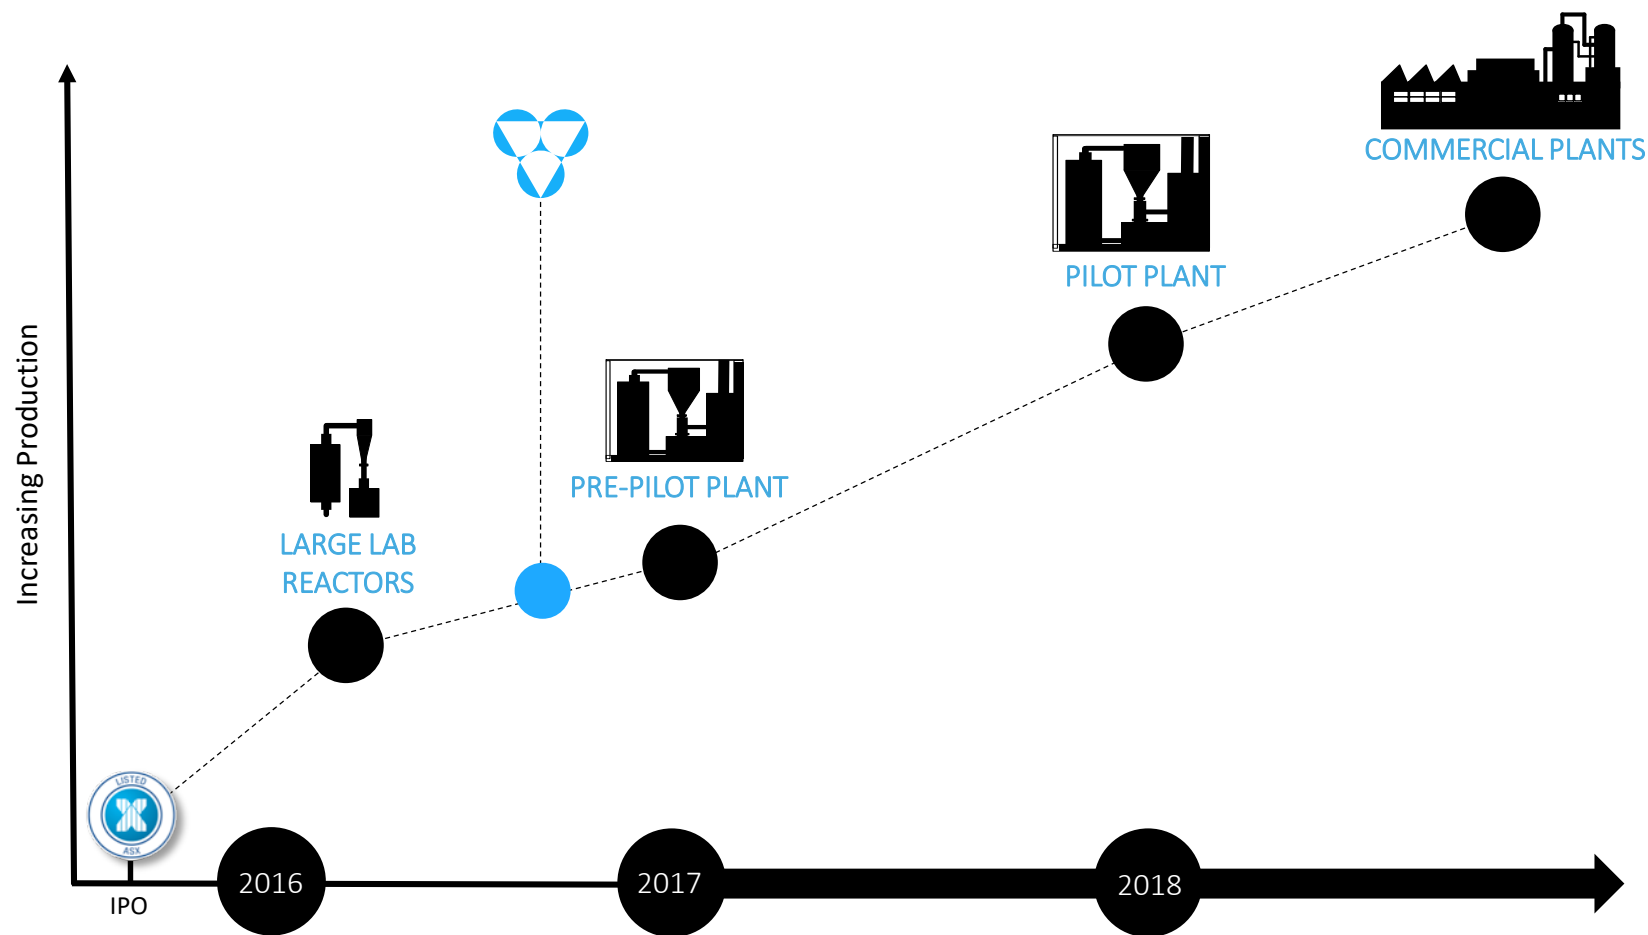 COMMERCIAL PLANTS
PILOT PLANT
PRE-PILOT PLANT
LARGE LAB
REACTORS
Increasing Production
LISTED
ASX
IPO
2016
2017
2018